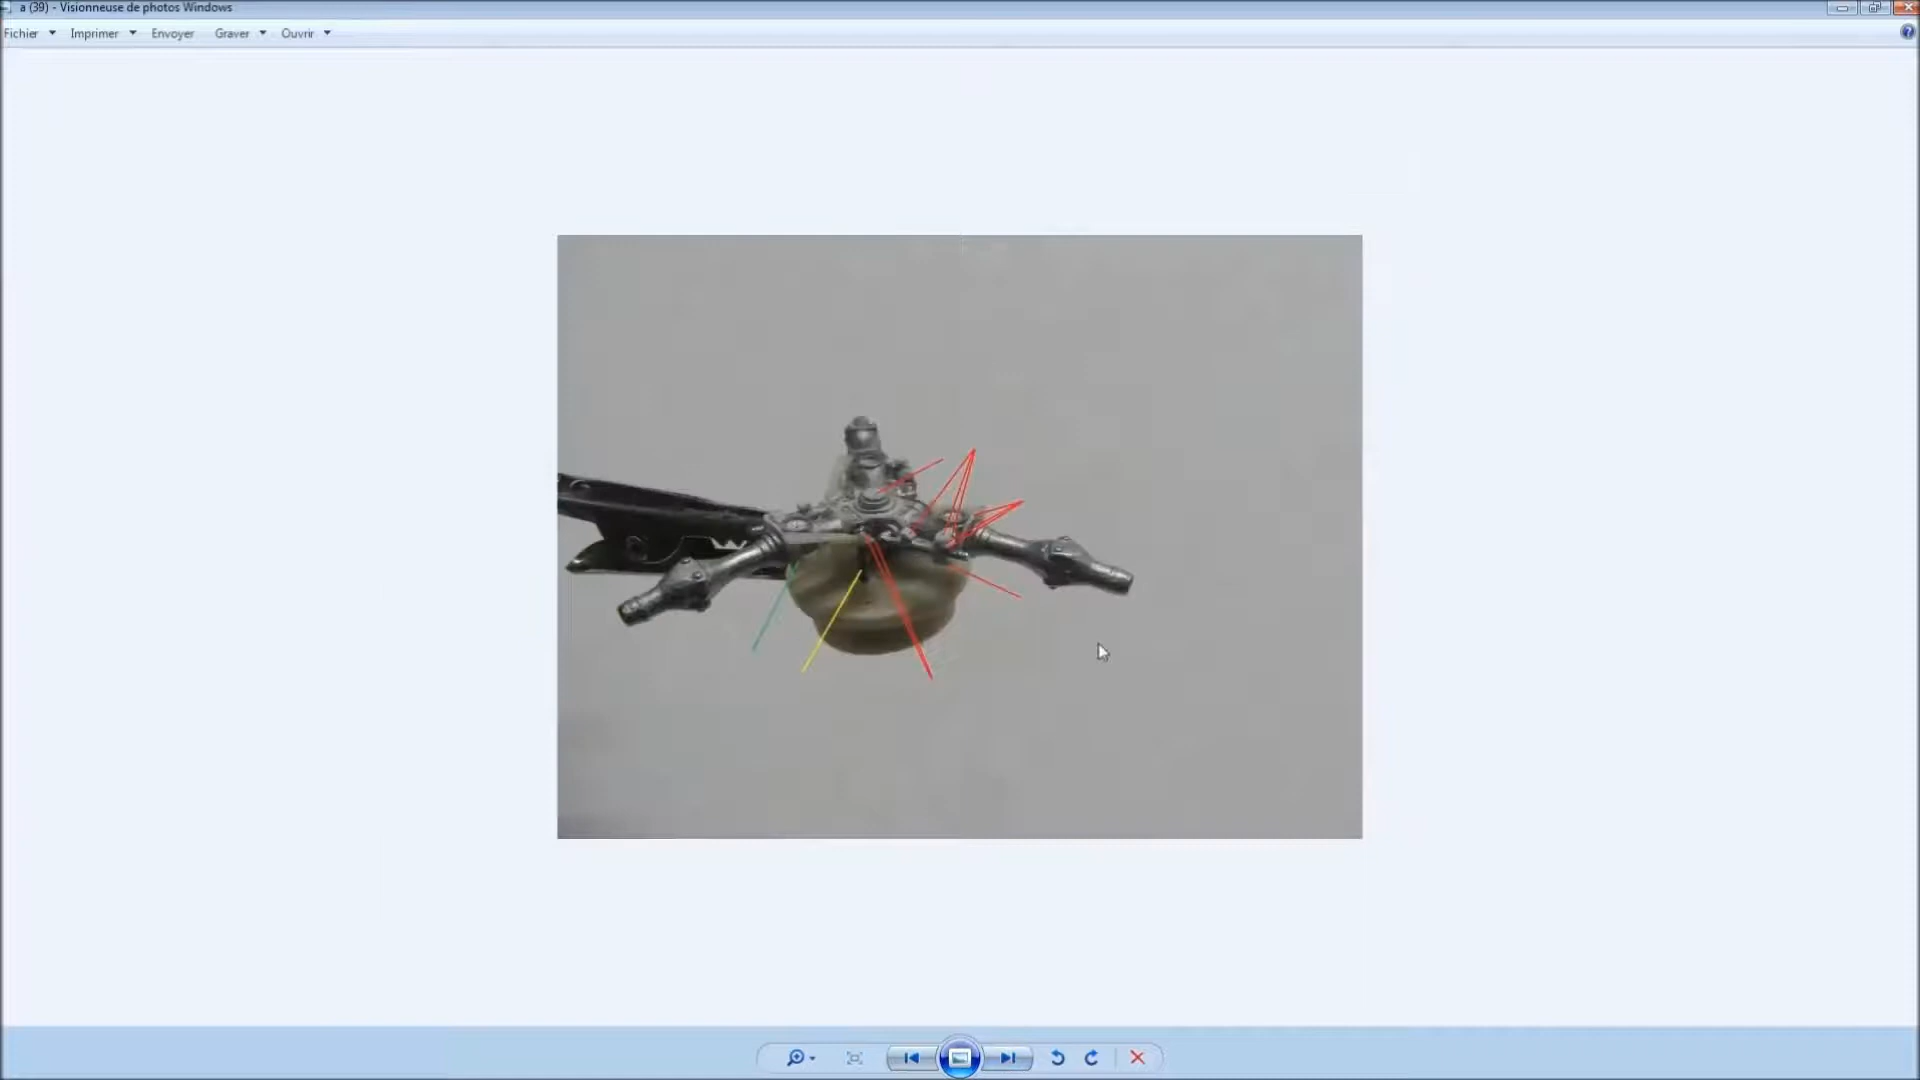 a (39) - Visionneuse de photos Windows
Fichier Imprimer Envoyer Graver Ouvrir